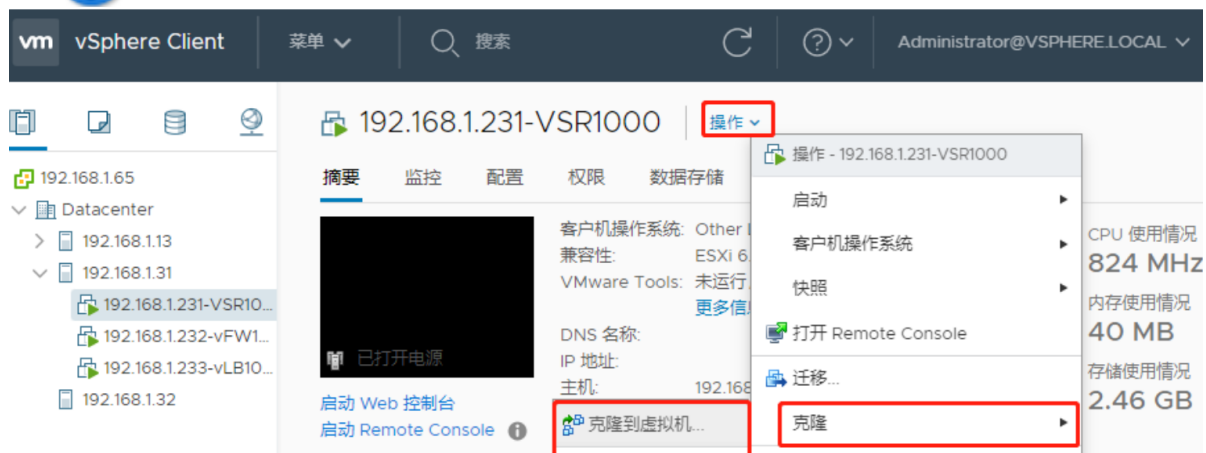 vm vSphere Client 菜单 搜索 Administrator@VSPHERE.LOCAL
192.168.1.65
Datacenter
192.168.1.13
192.168.1.31
192.168.1.231-VSR10...
192.168.1.232-vFW1...
192.168.1.233-vLB10...
192.168.1.32
192.168.1.231-VSR1000 操作
摘要 监控 配置 权限 数据存储
已打开电源
启动 Web 控制台
启动 Remote Console
客户机操作系统: Other
兼容性: ESXi 6.
VMware Tools: 未运行
更多信
DNS 名称:
IP 地址:
主机: 192.168
克隆到虚拟机...
操作 - 192.168.1.231-VSR1000
启动
客户机操作系统
快照
打开 Remote Console
迁移...
克隆
CPU 使用情况
824 MHz
内存使用情况
40 MB
存储使用情况
2.46 GB